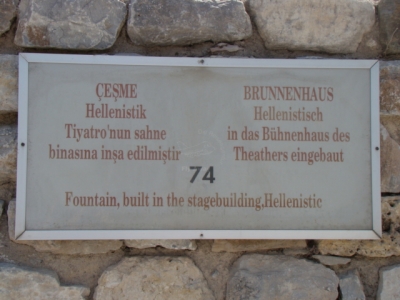 ÇEŞME
Hellenistik
Tiyatro'nun sahne
binasına inşa edilmiştir
BRUNNENHAUS
Hellenistisch
in das Bühnenhaus des
Theathers eingebaut
74
Fountain, built in the stagebuilding,Hellenistic